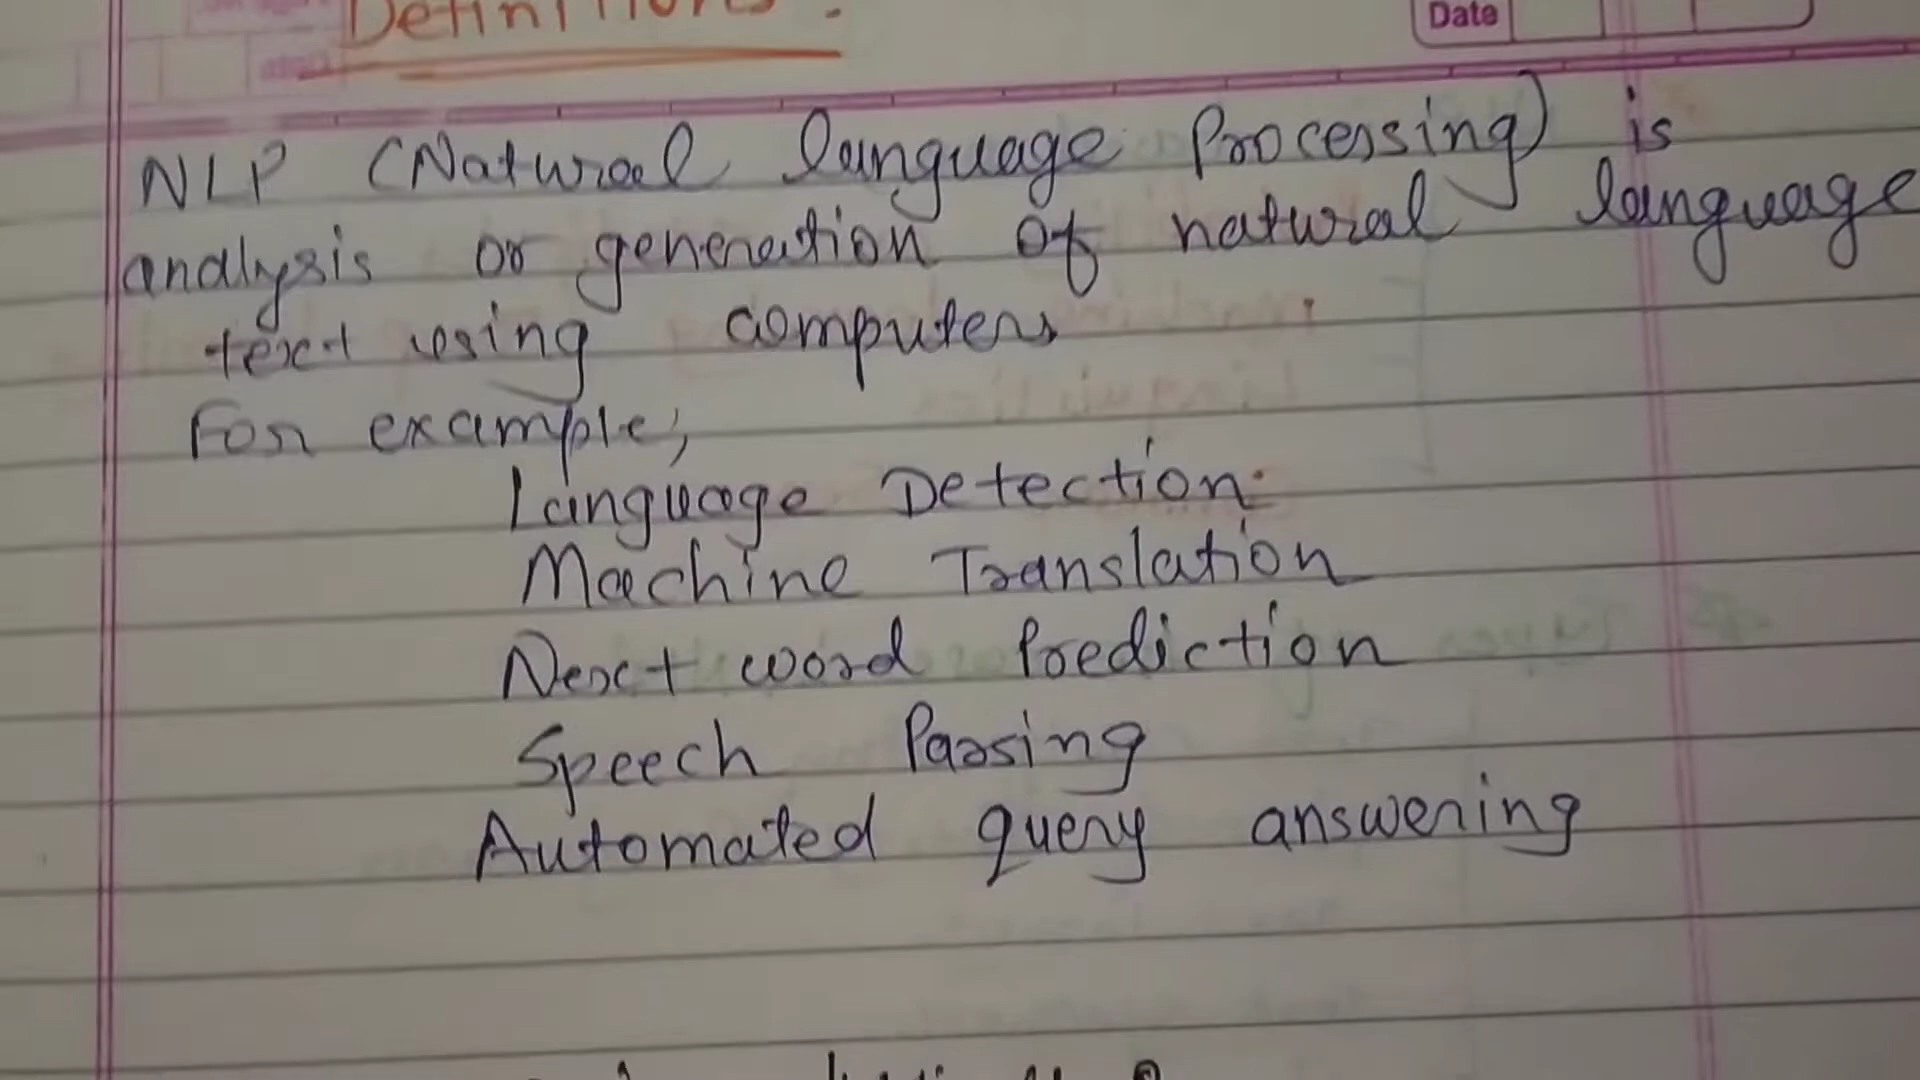 Definitions :
Date
NLP (Natural language Processing) is
analysis or generation of natural language
text using computers
For example,
Language Detection
Machine Translation
Next word Prediction
Speech Parsing
Automated query answering